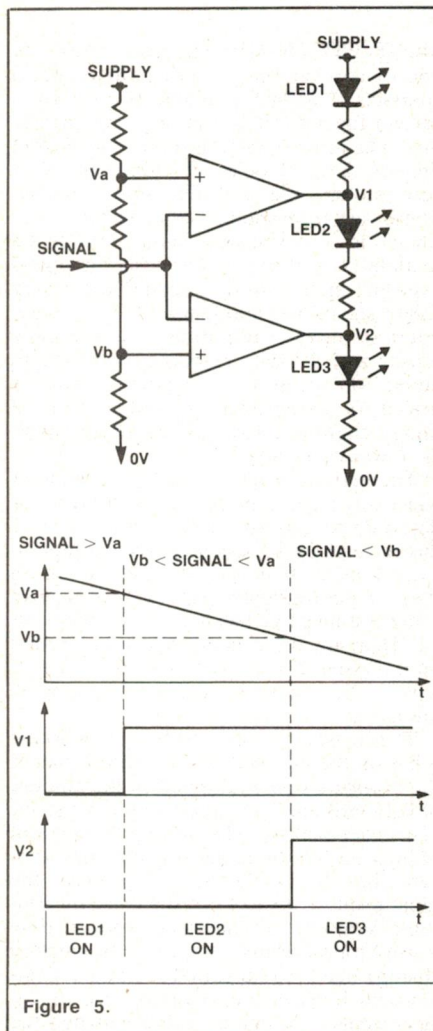 SUPPLY
SUPPLY
LED1
Va
+
−
V1
LED2
SIGNAL
−
Vb
+
V2
LED3
0V
0V
SIGNAL > Va
Vb < SIGNAL < Va
SIGNAL < Vb
Va
Vb
t
V1
t
V2
t
LED1 ON
LED2 ON
LED3 ON
Figure 5.